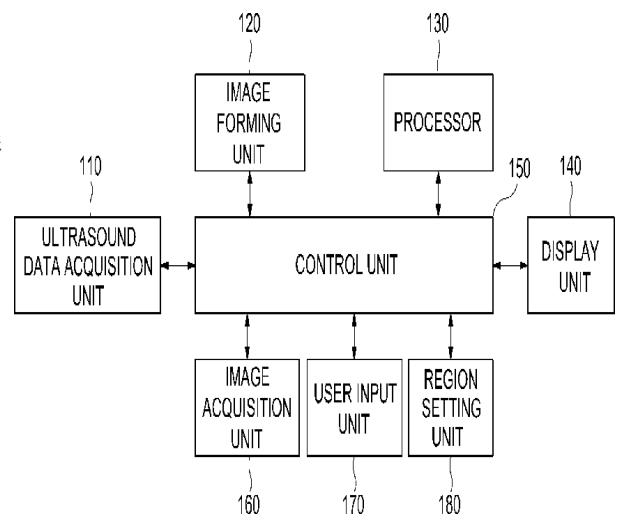 120
130
IMAGE
FORMING
UNIT
PROCESSOR
110
150
140
ULTRASOUND
DATA ACQUISITION
UNIT
CONTROL UNIT
DISPLAY
UNIT
IMAGE
ACQUISITION
UNIT
USER INPUT
UNIT
REGION
SETTING
UNIT
160
170
180